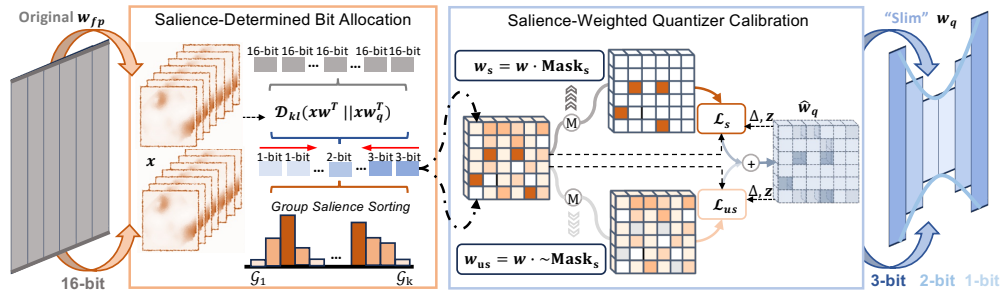 Original w_fp
16-bit
Salience-Determined Bit Allocation
x
16-bit 16-bit 16-bit 16-bit 16-bit
... ...
D_kl(xw^T ||xw_q^T)
1-bit 1-bit 2-bit 3-bit 3-bit
... ...
Group Salience Sorting
...
G_1 G_k
Salience-Weighted Quantizer Calibration
w_s = w · Mask_s
M
M
w_us = w · ~Mask_s
L_s
Δ, z
ŵ_q
+
Δ, z
L_us
“Slim” w_q
3-bit 2-bit 1-bit